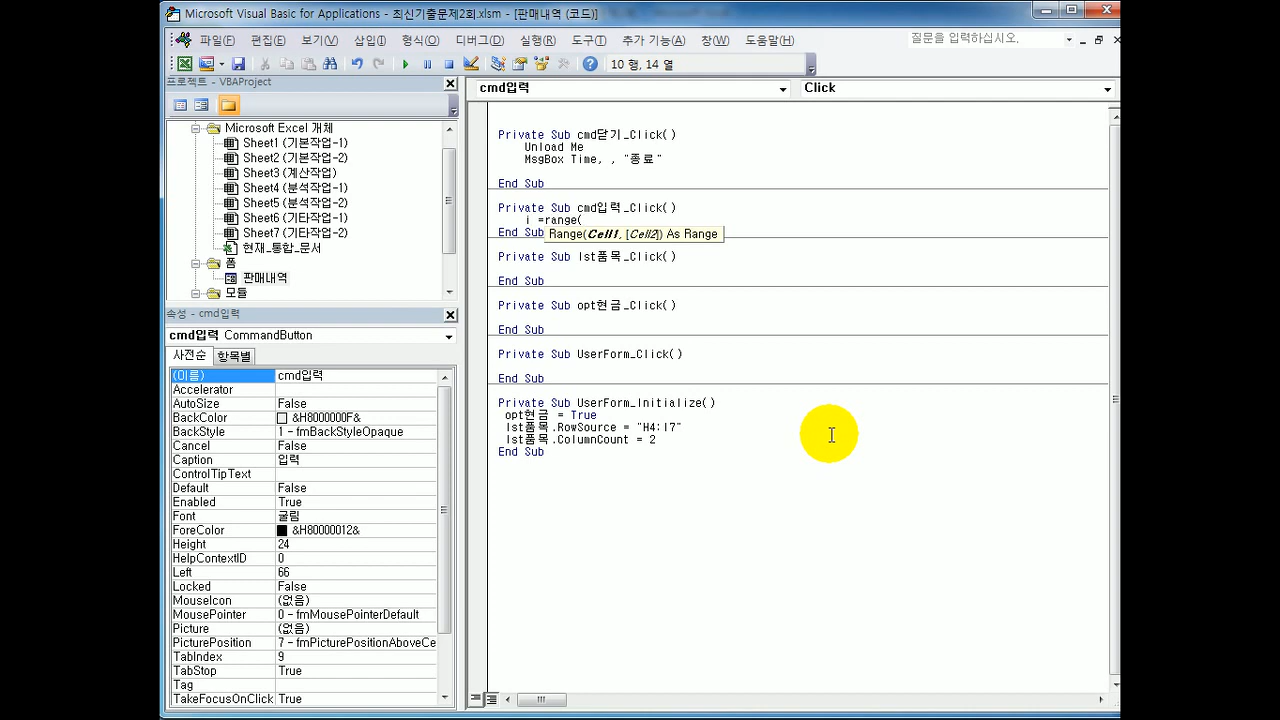 Microsoft Visual Basic for Applications - 최신기출문제2회.xlsm - [판매내역 (코드)]
파일(F) 편집(E) 보기(V) 삽입(I) 형식(O) 디버그(D) 실행(R) 도구(T) 추가 기능(A) 창(W) 도움말(H) 질문을 입력하십시오.
10 행, 14 열
프로젝트 - VBAProject
Microsoft Excel 개체
Sheet1 (기본작업-1)
Sheet2 (기본작업-2)
Sheet3 (계산작업)
Sheet4 (분석작업-1)
Sheet5 (분석작업-2)
Sheet6 (기타작업-1)
Sheet7 (기타작업-2)
현재_통합_문서
폼
판매내역
모듈
속성 - cmd입력
cmd입력 CommandButton
사전순 항목별
(이름) cmd입력
Accelerator
AutoSize False
BackColor &H8000000F&
BackStyle 1 - fmBackStyleOpaque
Cancel False
Caption 입력
ControlTipText
Default False
Enabled True
Font 굴림
ForeColor &H80000012&
Height 24
HelpContextID 0
Left 66
Locked False
MouseIcon (없음)
MousePointer 0 - fmMousePointerDefault
Picture (없음)
PicturePosition 7 - fmPicturePositionAboveCe
TabIndex 9
TabStop True
Tag
TakeFocusOnClick True
cmd입력 Click
Private Sub cmd닫기_Click()
Unload Me
MsgBox Time, , "종료"
End Sub
Private Sub cmd입력_Click()
i =range(
End Sub Range(Cell1, [Cell2]) As Range
Private Sub lst품목_Click()
End Sub
Private Sub opt현금_Click()
End Sub
Private Sub UserForm_Click()
End Sub
Private Sub UserForm_Initialize()
opt현금 = True
lst품목.RowSource = "H4:I7"
lst품목.ColumnCount = 2
End Sub